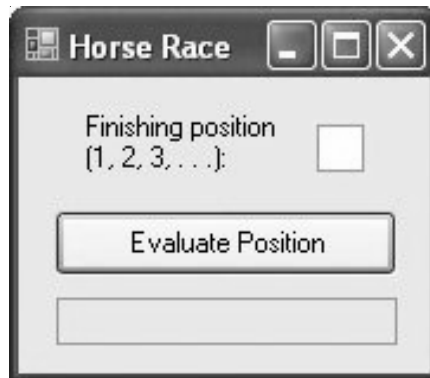 Horse Race
Finishing position
(1, 2, 3, . . .):
Evaluate Position